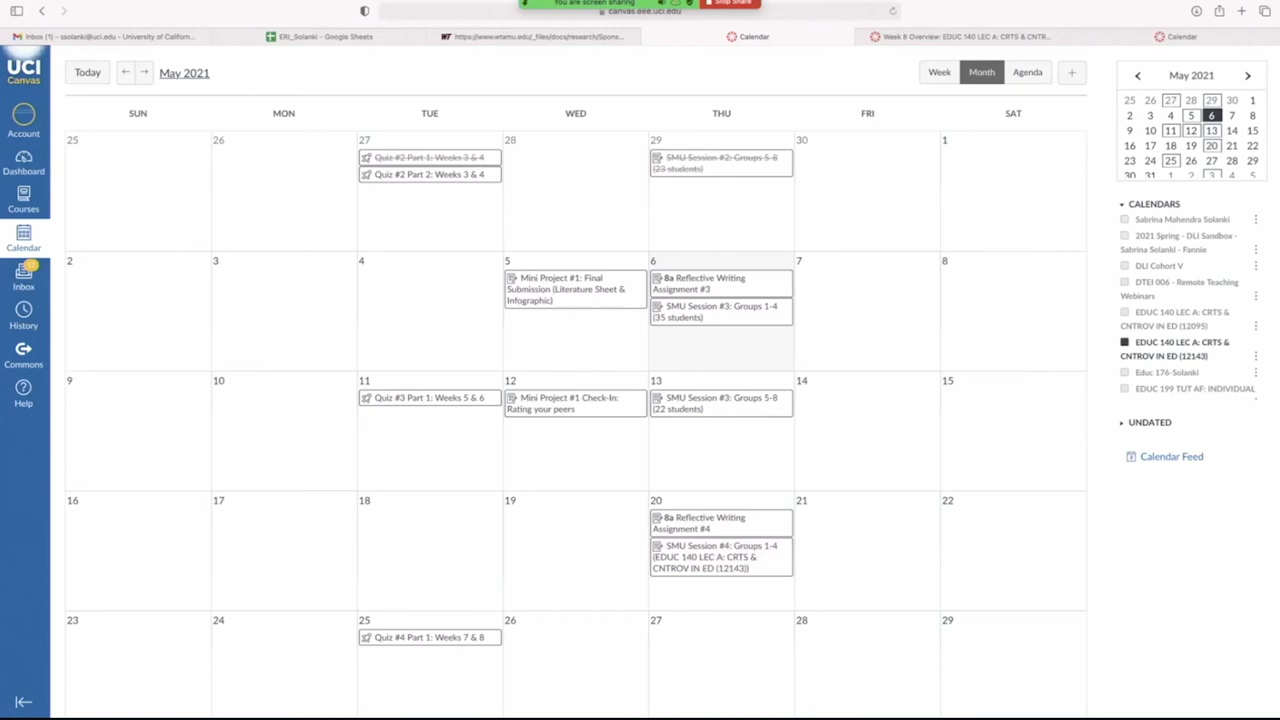 You are screen sharing
Stop Share
canvas.eee.uci.edu
Inbox (1) - ssolanki@uci.edu - University of Californ...
ERI_Solanki - Google Sheets
https://www.wtamu.edu/_files/docs/research/Spons...
Calendar
Week 8 Overview: EDUC 140 LEC A: CRTS & CNTR...
Calendar
UCI
Canvas
Account
Dashboard
Courses
Calendar
Inbox
History
Commons
Help
Today
May 2021
Week
Month
Agenda
SUN
MON
TUE
WED
THU
FRI
SAT
25
26
27
Quiz #2 Part 1: Weeks 3 & 4
Quiz #2 Part 2: Weeks 3 & 4
28
29
SMU Session #2: Groups 5-8
(23 students)
30
1
2
3
4
5
Mini Project #1: Final
Submission (Literature Sheet &
Infographic)
6
8a Reflective Writing
Assignment #3
SMU Session #3: Groups 1-4
(35 students)
7
8
9
10
11
Quiz #3 Part 1: Weeks 5 & 6
12
Mini Project #1 Check-In:
Rating your peers
13
SMU Session #3: Groups 5-8
(22 students)
14
15
16
17
18
19
20
8a Reflective Writing
Assignment #4
SMU Session #4: Groups 1-4
(EDUC 140 LEC A: CRTS &
CNTROV IN ED (12143))
21
22
23
24
25
Quiz #4 Part 1: Weeks 7 & 8
26
27
28
29
May 2021
25 26 27 28 29 30 1
2 3 4 5 6 7 8
9 10 11 12 13 14 15
16 17 18 19 20 21 22
23 24 25 26 27 28 29
30 31 1 2 3 4 5
CALENDARS
Sabrina Mahendra Solanki
2021 Spring - DLI Sandbox -
Sabrina Solanki - Fannie
DLI Cohort V
DTEI 006 - Remote Teaching
Webinars
EDUC 140 LEC A: CRTS &
CNTROV IN ED (12095)
EDUC 140 LEC A: CRTS &
CNTROV IN ED (12143)
Educ 176-Solanki
EDUC 199 TUT AF: INDIVIDUAL
UNDATED
Calendar Feed